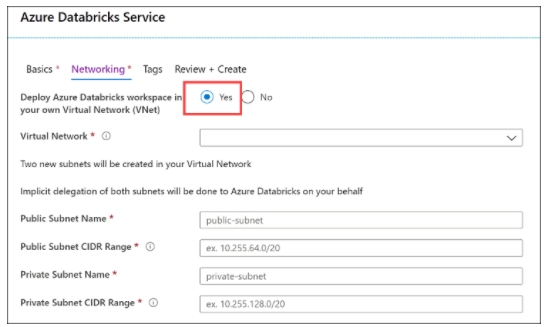 Azure Databricks Service
Basics * Networking * Tags Review + Create
Deploy Azure Databricks workspace in your own Virtual Network (VNet) Yes No
Virtual Network *
Two new subnets will be created in your Virtual Network
Implicit delegation of both subnets will be done to Azure Databricks on your behalf
Public Subnet Name * public-subnet
Public Subnet CIDR Range * ex. 10.255.64.0/20
Private Subnet Name * private-subnet
Private Subnet CIDR Range * ex. 10.255.128.0/20